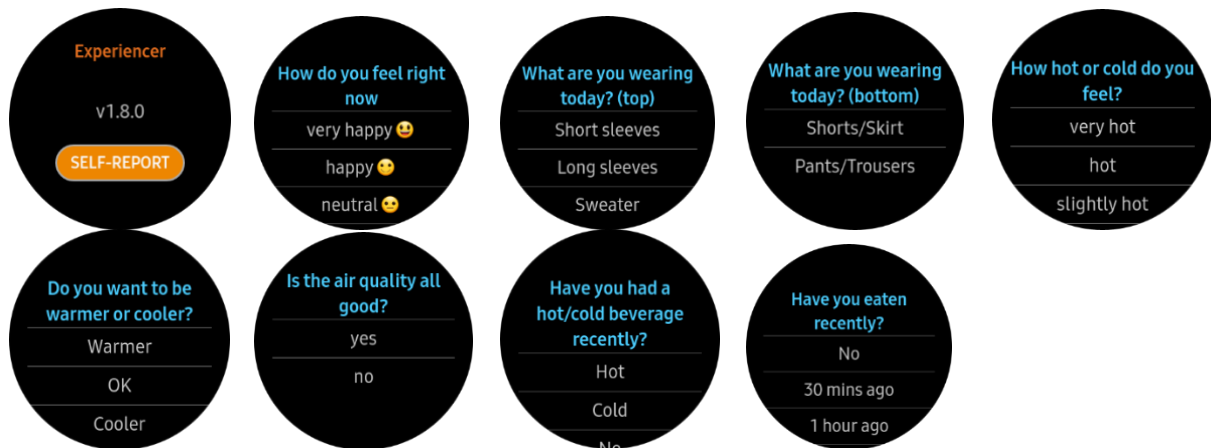 Experiencer
v1.8.0
SELF-REPORT
How do you feel right
now
very happy 😃
happy 🙂
neutral 😐
What are you wearing
today? (top)
Short sleeves
Long sleeves
Sweater
What are you wearing
today? (bottom)
Shorts/Skirt
Pants/Trousers
How hot or cold do you
feel?
very hot
hot
slightly hot
Do you want to be
warmer or cooler?
Warmer
OK
Cooler
Is the air quality all
good?
yes
no
Have you had a
hot/cold beverage
recently?
Hot
Cold
No
Have you eaten
recently?
No
30 mins ago
1 hour ago